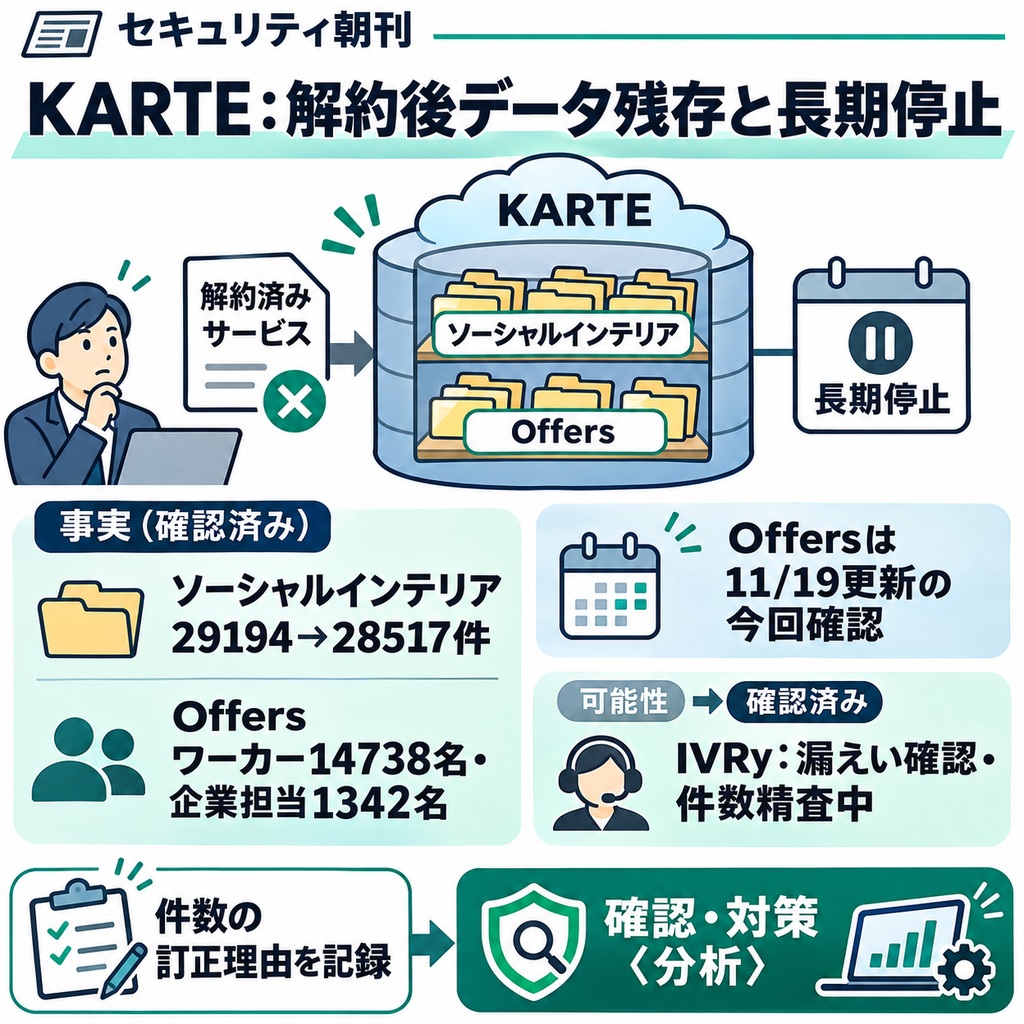 セキュリティ朝刊
KARTE：解約後データ残存と長期停止
KARTE
解約済み
サービス
ソーシャルインテリア
Offers
長期停止
事実（確認済み）
ソーシャルインテリア
29194→28517件
Offers
ワーカー14738名・
企業担当1342名
Offersは
11/19更新の
今回確認
可能性
確認済み
IVRy：漏えい確認・
件数精査中
件数の
訂正理由を記録
確認・対策
〈分析〉